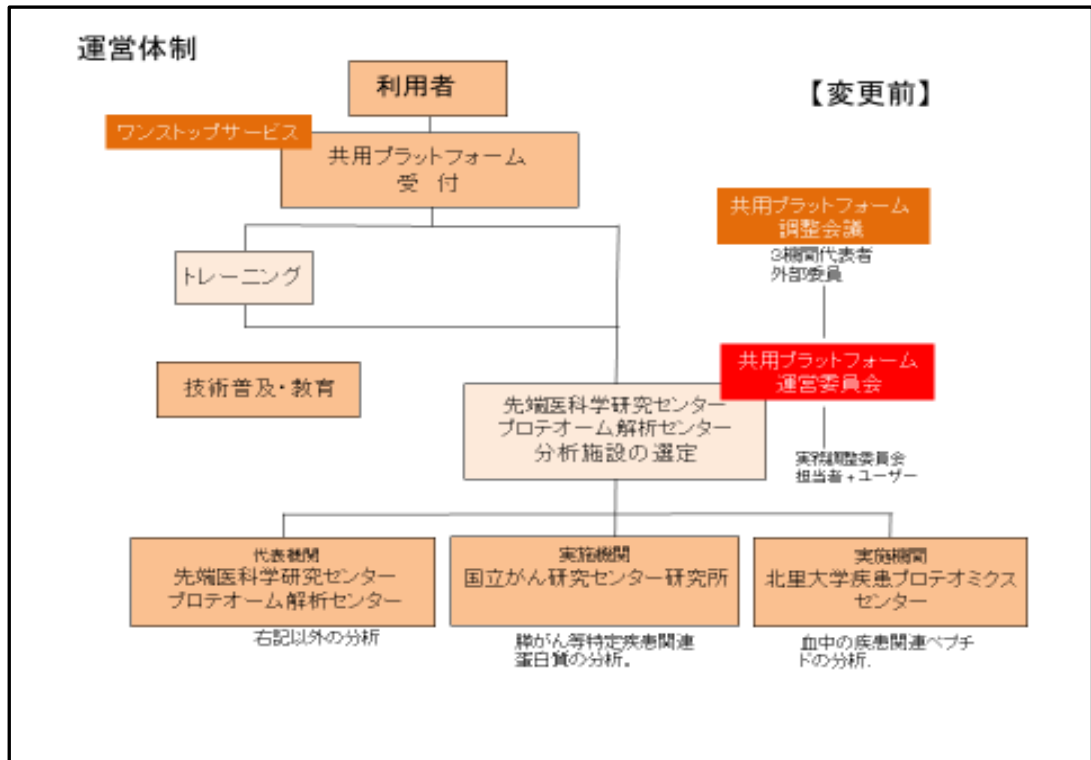 運営体制
【変更前】
利用者
ワンストップサービス
共用プラットフォーム
受　付
トレーニング
技術普及・教育
共用プラットフォーム
調整会議
3機関代表者
外部委員
共用プラットフォーム
運営委員会
実務調整委員会
担当者+ユーザー
先端医科学研究センター
プロテオーム解析センター
分析施設の選定
代表機関
先端医科学研究センター
プロテオーム解析センター
右記以外の分析
実施機関
国立がん研究センター研究所
膵がん等特定疾患関連
蛋白質の分析。
実施機関
北里大学疾患プロテオミクス
センター
血中の疾患関連ペプチ
ドの分析.